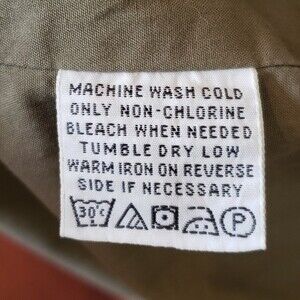 MACHINE WASH COLD
ONLY NON-CHLORINE
BLEACH WHEN NEEDED
TUMBLE DRY LOW
WARM IRON ON REVERSE
SIDE IF NECESSARY
30°C P